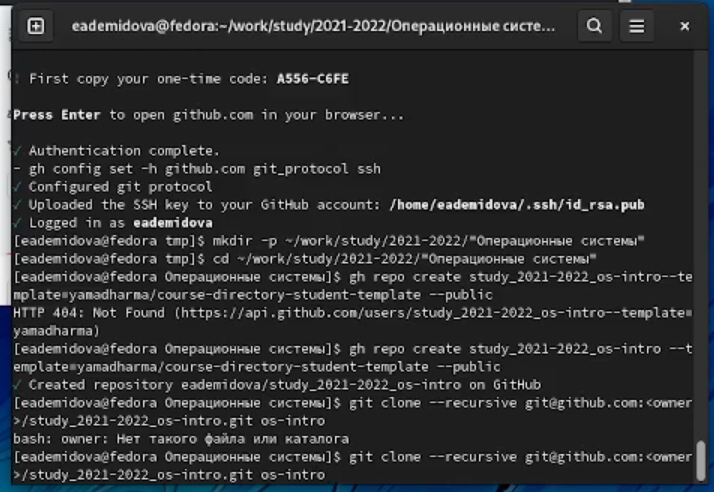 eademidova@fedora:~/work/study/2021-2022/Операционные систе...
! First copy your one-time code: A556-C6FE
Press Enter to open github.com in your browser...
✓ Authentication complete.
- gh config set -h github.com git_protocol ssh
✓ Configured git protocol
✓ Uploaded the SSH key to your GitHub account: /home/eademidova/.ssh/id_rsa.pub
✓ Logged in as eademidova
[eademidova@fedora tmp]$ mkdir -p ~/work/study/2021-2022/"Операционные системы"
[eademidova@fedora tmp]$ cd ~/work/study/2021-2022/"Операционные системы"
[eademidova@fedora Операционные системы]$ gh repo create study_2021-2022_os-intro--te
mplate=yamadharma/course-directory-student-template --public
HTTP 404: Not Found (https://api.github.com/users/study_2021-2022_os-intro--template=
yamadharma)
[eademidova@fedora Операционные системы]$ gh repo create study_2021-2022_os-intro --t
emplate=yamadharma/course-directory-student-template --public
✓ Created repository eademidova/study_2021-2022_os-intro on GitHub
[eademidova@fedora Операционные системы]$ git clone --recursive git@github.com:<owner
>/study_2021-2022_os-intro.git os-intro
bash: owner: Нет такого файла или каталога
[eademidova@fedora Операционные системы]$ git clone --recursive git@github.com:<owner
>/study_2021-2022_os-intro.git os-intro